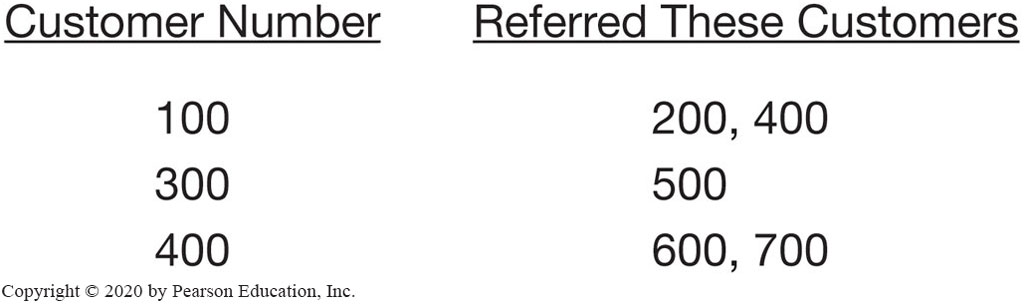 Customer Number Referred These Customers
100 200, 400
300 500
400 600, 700
Copyright © 2020 by Pearson Education, Inc.